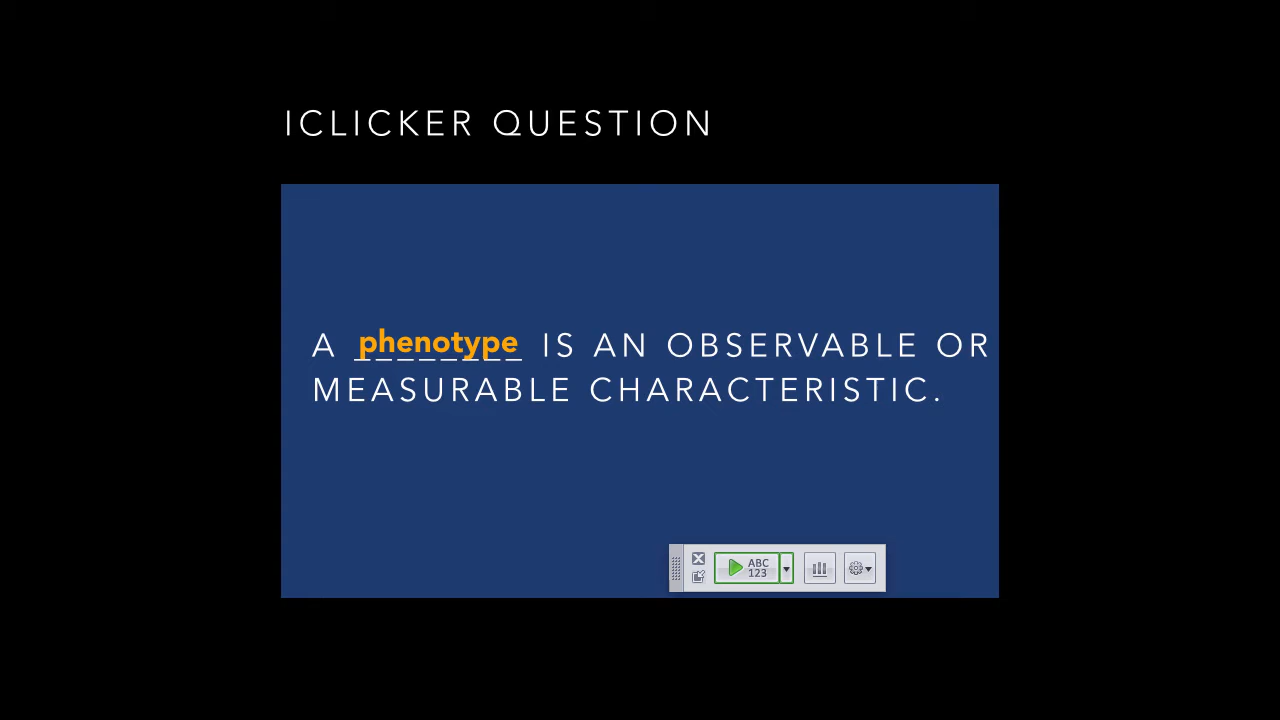 ICLICKER QUESTION
A phenotype IS AN OBSERVABLE OR
MEASURABLE CHARACTERISTIC.
ABC
123